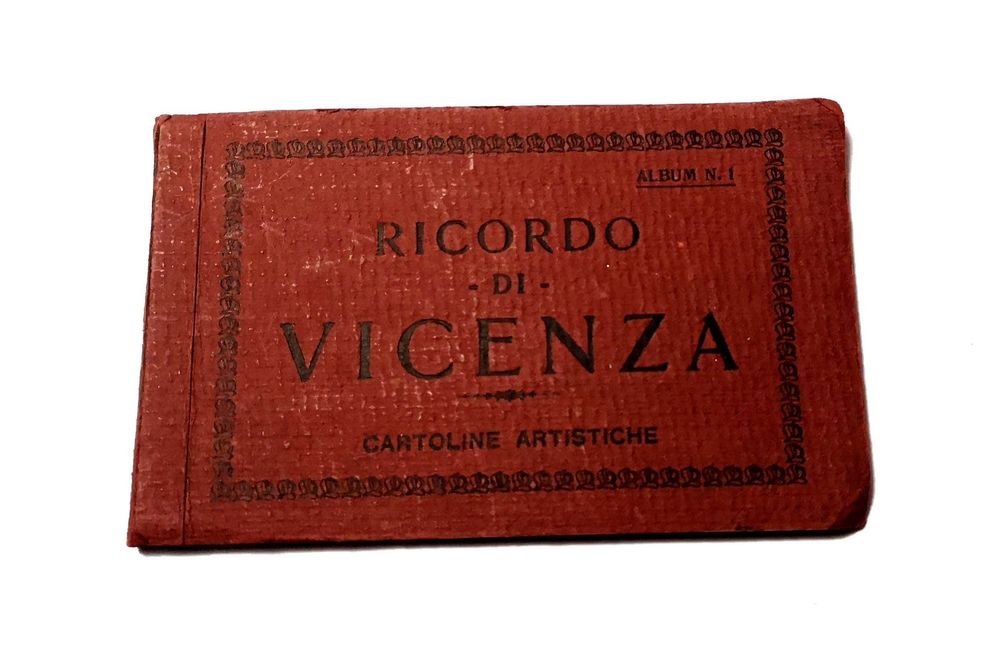 ALBUM N. 1
RICORDO
- DI -
VICENZA
CARTOLINE ARTISTICHE